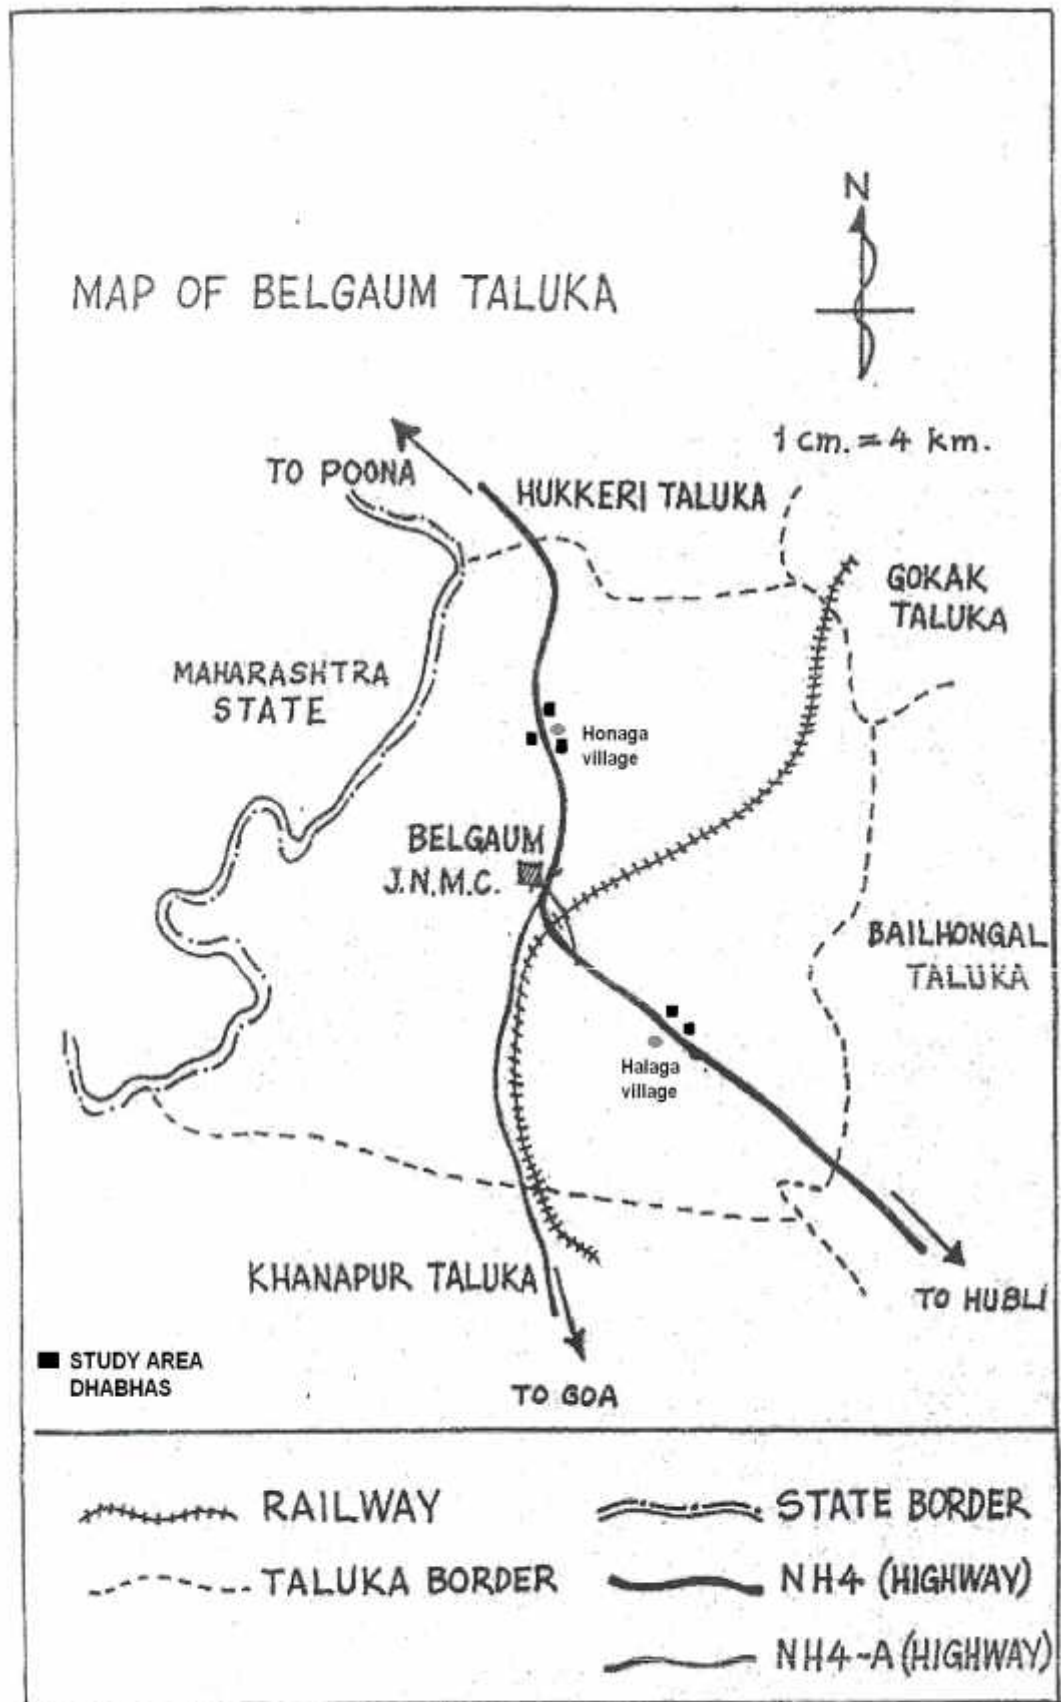 N
MAP OF BELGAUM TALUKA
1 cm. = 4 km.
TO POONA
HUKKERI TALUKA
GOKAK
TALUKA
MAHARASHTRA
STATE
Honaga
village
BELGAUM
J.N.M.C.
BAILHONGAL
TALUKA
Halaga
village
KHANAPUR TALUKA
TO HUBLI
STUDY AREA
DHABHAS
TO GOA
RAILWAY
STATE BORDER
TALUKA BORDER
NH4 (HIGHWAY)
NH4-A (HIGHWAY)